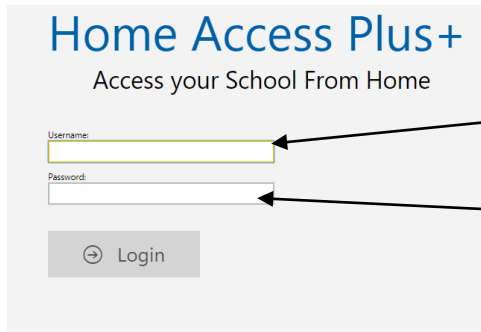 Home Access Plus+
Access your School From Home
Username:
Password:
Login